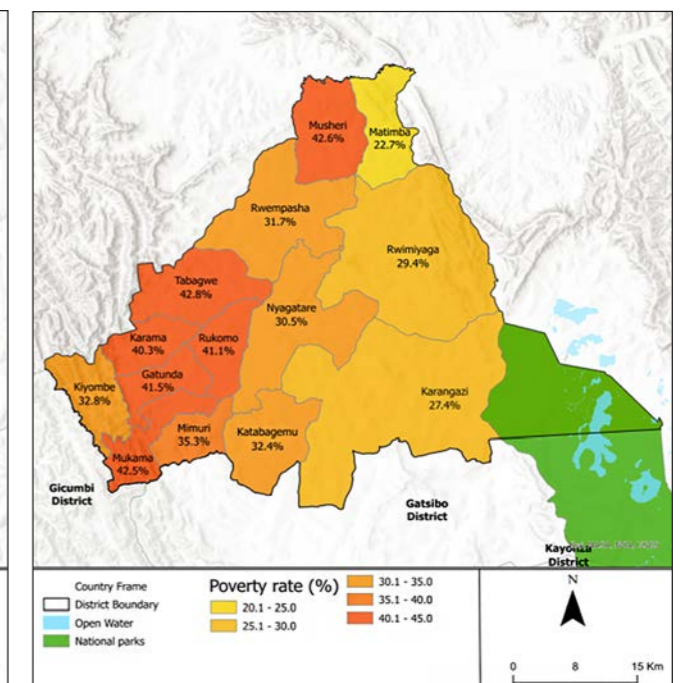 Musheri
42.6%
Matimba
22.7%
Rwempasha
31.7%
Rwimiyaga
29.4%
Tabagwe
42.8%
Nyagatare
30.5%
Karama
40.3%
Rukomo
41.1%
Gatunda
41.5%
Kiyombe
32.8%
Karangazi
27.4%
Mimuri
35.3%
Katabagemu
32.4%
Mukama
42.5%
Gicumbi
District
Gatsibo
District
Kayonza
District
Country Frame
District Boundary
Open Water
National parks
Poverty rate (%)
20.1 - 25.0
25.1 - 30.0
30.1 - 35.0
35.1 - 40.0
40.1 - 45.0
N
0 8 15 Km